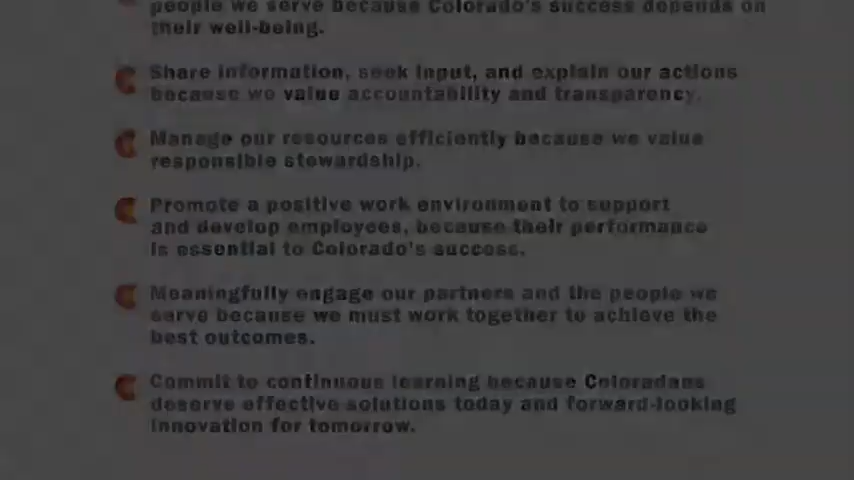 people we serve because Colorado's success depends on
their well-being.
Share information, seek input, and explain our actions
because we value accountability and transparency.
Manage our resources efficiently because we value
responsible stewardship.
Promote a positive work environment to support
and develop employees, because their performance
is essential to Colorado's success.
Meaningfully engage our partners and the people we
serve because we must work together to achieve the
best outcomes.
Commit to continuous learning because Coloradans
deserve effective solutions today and forward-looking
innovation for tomorrow.